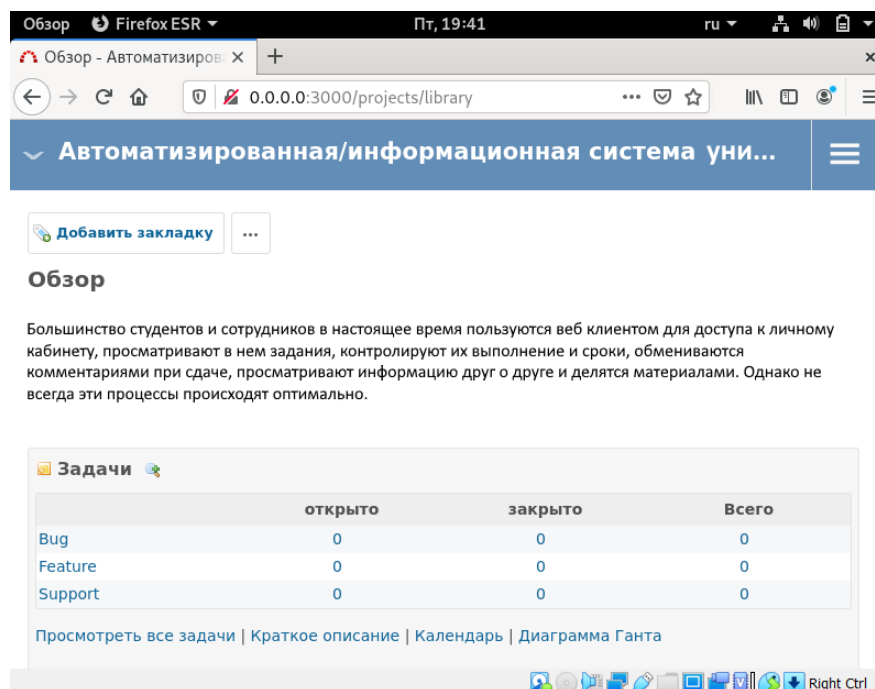 Обзор Firefox ESR Пт, 19:41 ru
Обзор - Автоматизиров
0.0.0.0:3000/projects/library
Автоматизированная/информационная система уни...
Добавить закладку ...
Обзор
Большинство студентов и сотрудников в настоящее время пользуются веб клиентом для доступа к личному
кабинету, просматривают в нем задания, контролируют их выполнение и сроки, обмениваются
комментариями при сдаче, просматривают информацию друг о друге и делятся материалами. Однако не
всегда эти процессы происходят оптимально.
Задачи
открыто закрыто Всего
Bug 0 0 0
Feature 0 0 0
Support 0 0 0
Просмотреть все задачи | Краткое описание | Календарь | Диаграмма Ганта
Right Ctrl